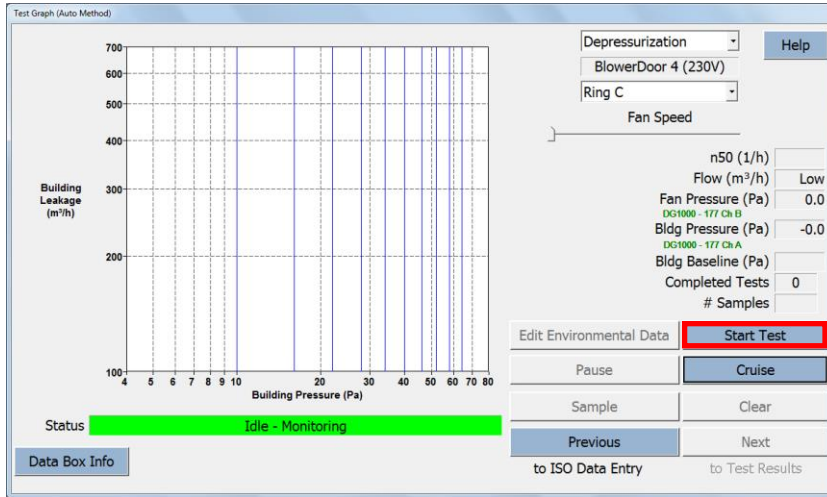 Test Graph (Auto Method)
700
600
500
400
300
200
100
Building
Leakage
(m³/h)
4 5 6 7 8 9 10 20 30 40 50 60 70 80
Building Pressure (Pa)
Status Idle - Monitoring
Data Box Info
Depressurization
Help
BlowerDoor 4 (230V)
Ring C
Fan Speed
n50 (1/h)
Flow (m³/h) Low
Fan Pressure (Pa) 0.0
DG1000 - 177 Ch B
Bldg Pressure (Pa) -0.0
DG1000 - 177 Ch A
Bldg Baseline (Pa)
Completed Tests 0
# Samples
Edit Environmental Data Start Test
Pause Cruise
Sample Clear
Previous Next
to ISO Data Entry to Test Results